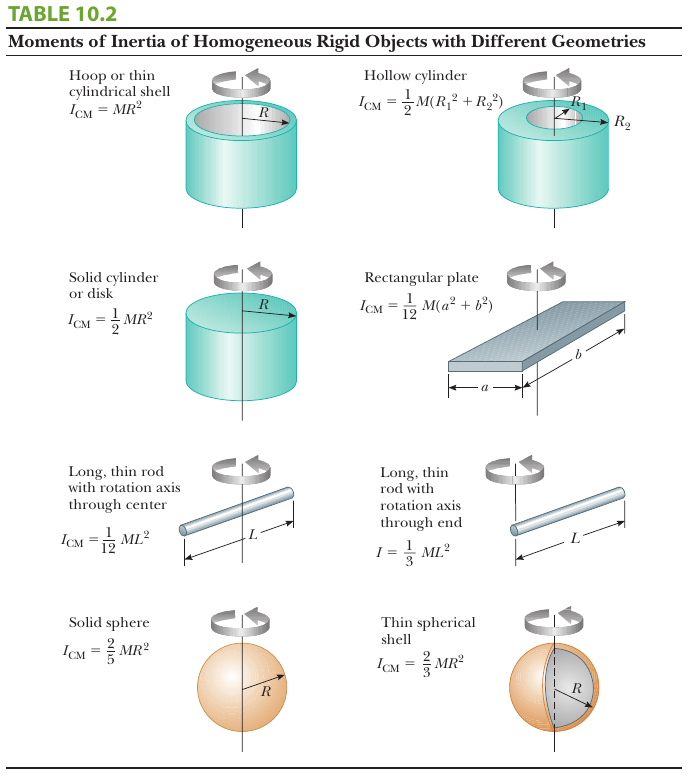 TABLE 10.2
Moments of Inertia of Homogeneous Rigid Objects with Different Geometries
Hoop or thin
cylindrical shell
I_CM = MR²
R
Hollow cylinder
I_CM = 1/2 M(R₁² + R₂²)
R₁
R₂
Solid cylinder
or disk
I_CM = 1/2 MR²
R
Rectangular plate
I_CM = 1/12 M(a² + b²)
b
a
Long, thin rod
with rotation axis
through center
I_CM = 1/12 ML²
L
Long, thin
rod with
rotation axis
through end
I = 1/3 ML²
L
Solid sphere
I_CM = 2/5 MR²
R
Thin spherical
shell
I_CM = 2/3 MR²
R